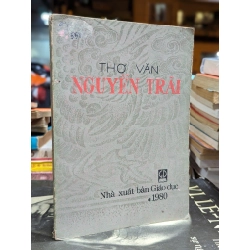 THƠ VĂN
NGUYỄN TRÃI
Nhà xuất bản Giáo dục
1980